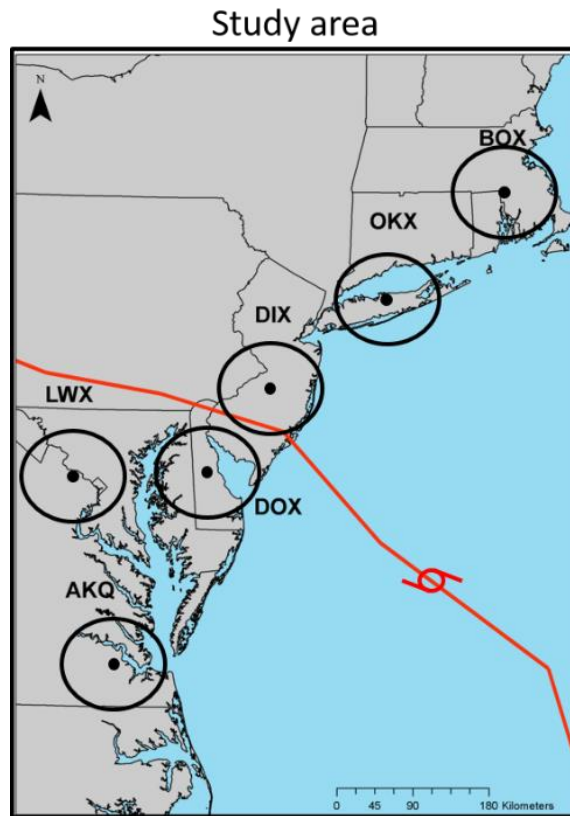 Study area
N
BOX
OKX
DIX
LWX
DOX
AKQ
0 45 90 180 Kilometers